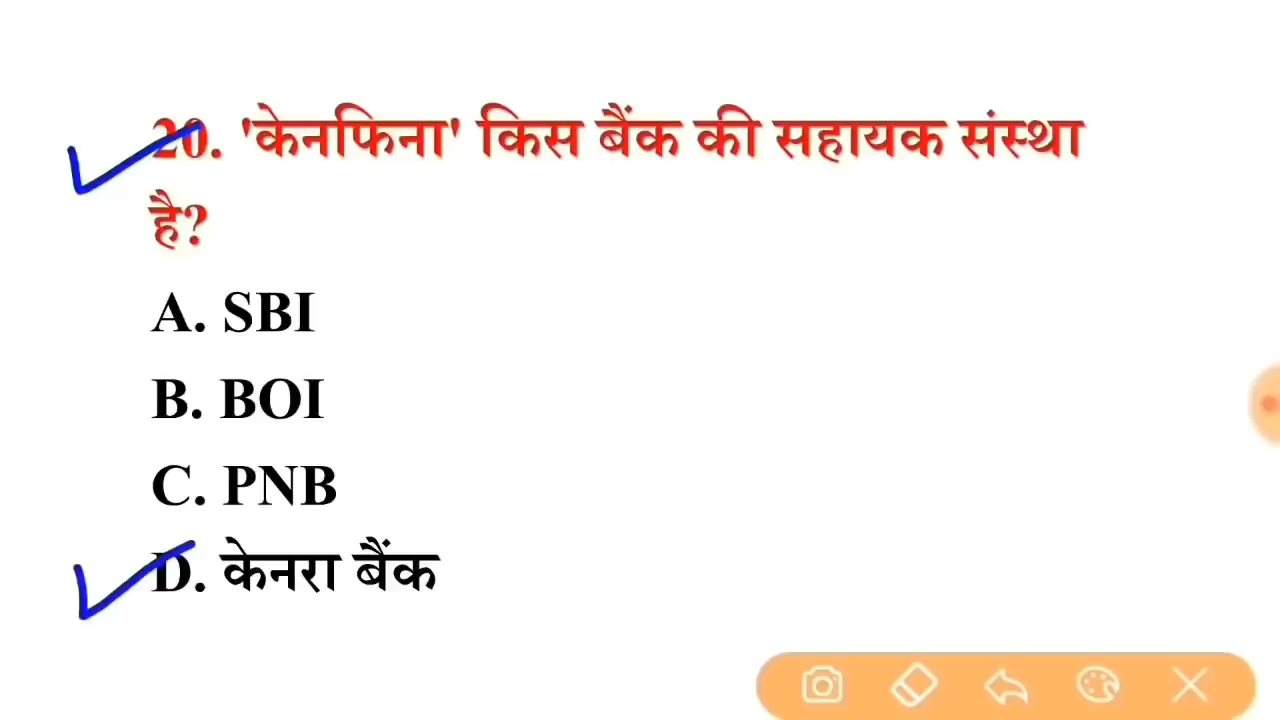 20. 'केनफिना' किस बैंक की सहायक संस्था
है?
A. SBI
B. BOI
C. PNB
D. केनरा बैंक